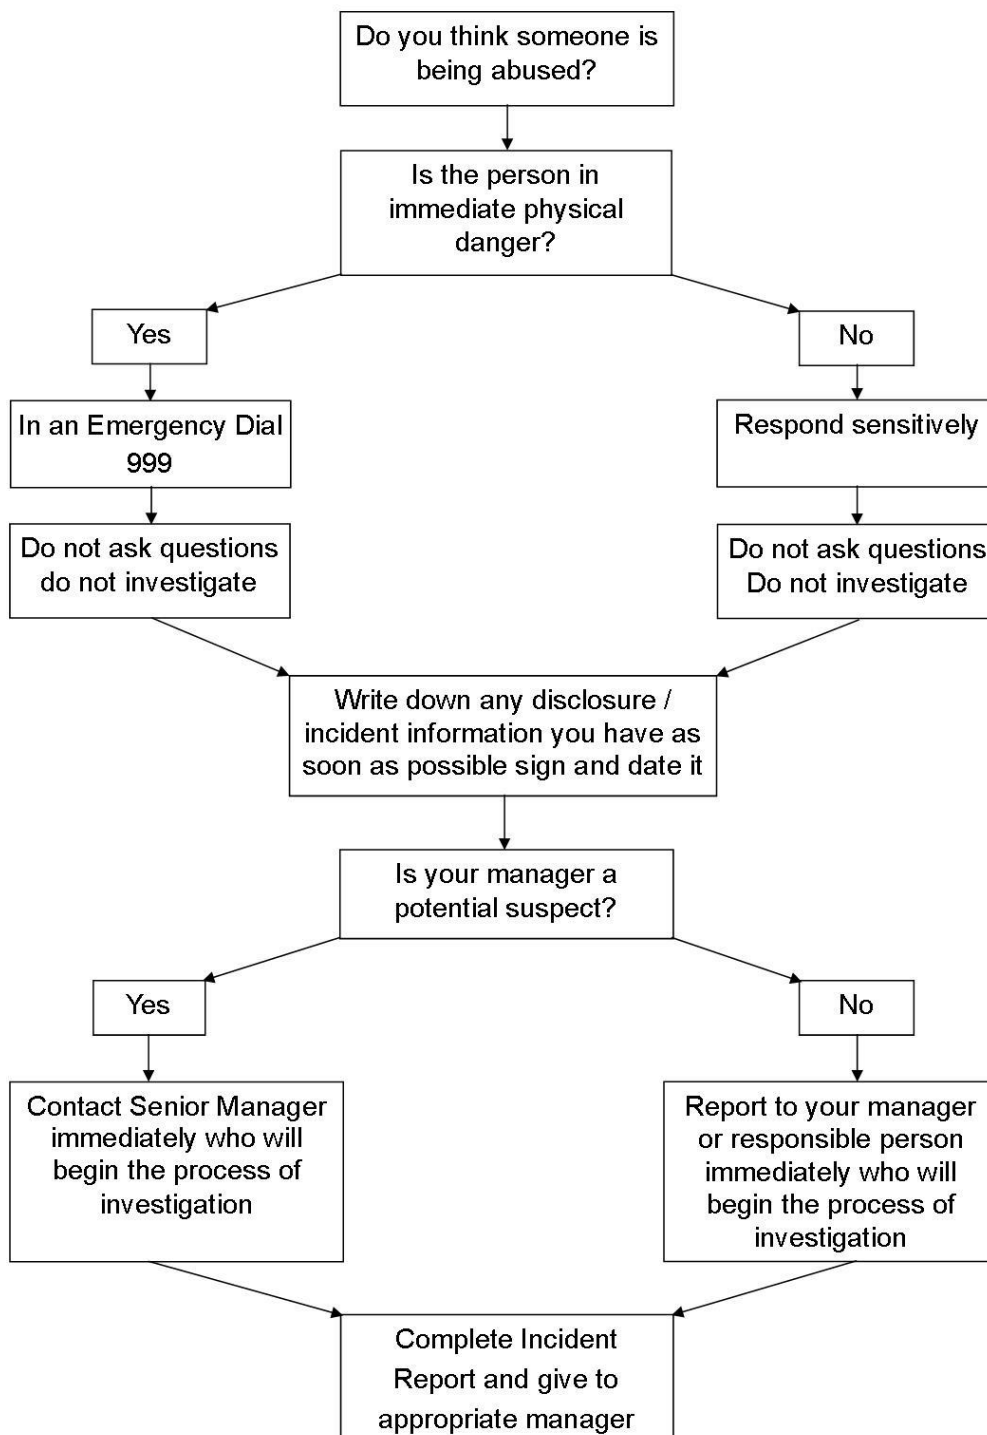 Do you think someone is
being abused?
Is the person in
immediate physical
danger?
Yes
No
In an Emergency Dial
999
Respond sensitively
Do not ask questions
do not investigate
Do not ask questions
Do not investigate
Write down any disclosure /
incident information you have as
soon as possible sign and date it
Is your manager a
potential suspect?
Yes
No
Contact Senior Manager
immediately who will
begin the process of
investigation
Report to your manager
or responsible person
immediately who will
begin the process of
investigation
Complete Incident
Report and give to
appropriate manager